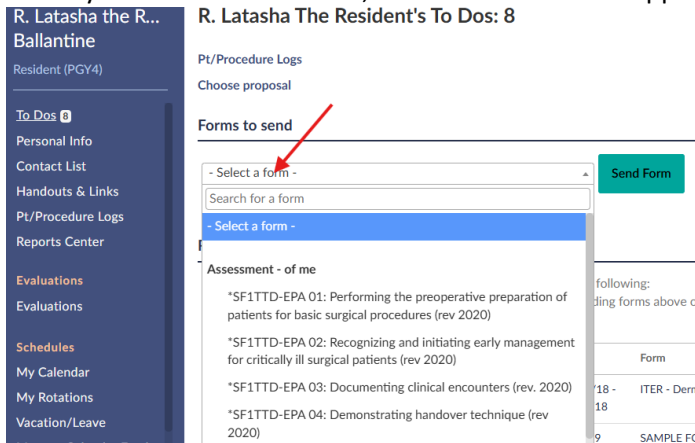 R. Latasha the R...
Ballantine
Resident (PGY4)
To Dos 8
Personal Info
Contact List
Handouts & Links
Pt/Procedure Logs
Reports Center
Evaluations
Evaluations
Schedules
My Calendar
My Rotations
Vacation/Leave
R. Latasha The Resident's To Dos: 8
Pt/Procedure Logs
Choose proposal
Forms to send
- Select a form -
Send Form
Search for a form
- Select a form -
Assessment - of me
*SF1TTD-EPA 01: Performing the preoperative preparation of
patients for basic surgical procedures (rev 2020)
*SF1TTD-EPA 02: Recognizing and initiating early management
for critically ill surgical patients (rev 2020)
*SF1TTD-EPA 03: Documenting clinical encounters (rev. 2020)
*SF1TTD-EPA 04: Demonstrating handover technique (rev
2020)
following:
ding forms above
Form
18 -
ITER - Der
18
9
SAMPLE FO